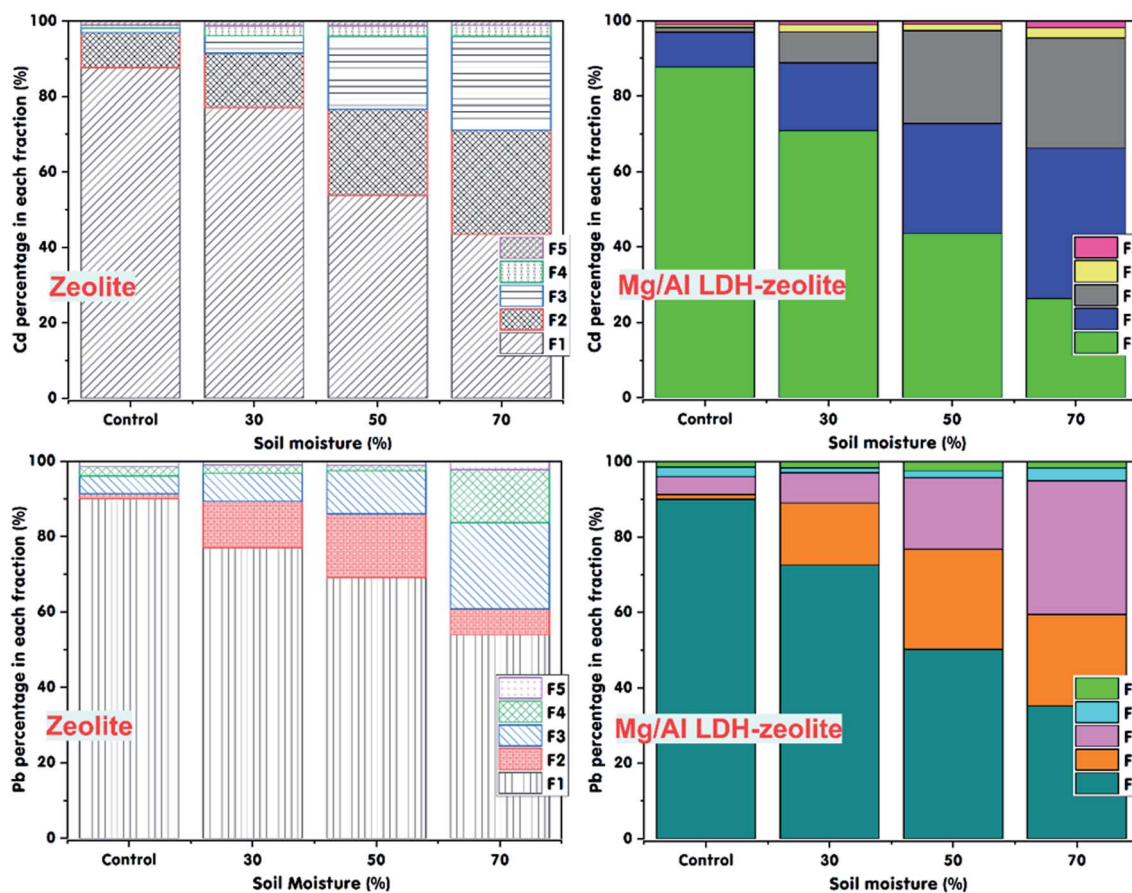 Cd percentage in each fraction (%)
100
80
60
40
20
0
Zeolite
F5
F4
F3
F2
F1
Control
30
50
70
Soil moisture (%)
Cd percentage in each fraction (%)
100
80
60
40
20
0
Mg/Al LDH-zeolite
F
F
F
F
F
Control
30
50
70
Soil moisture (%)
Pb percentage in each fraction (%)
100
80
60
40
20
0
Zeolite
F5
F4
F3
F2
F1
Control
30
50
70
Soil Moisture (%)
Pb percentage in each fraction (%)
100
80
60
40
20
0
Mg/Al LDH-zeolite
F
F
F
F
F
Control
30
50
70
Soil moisture (%)